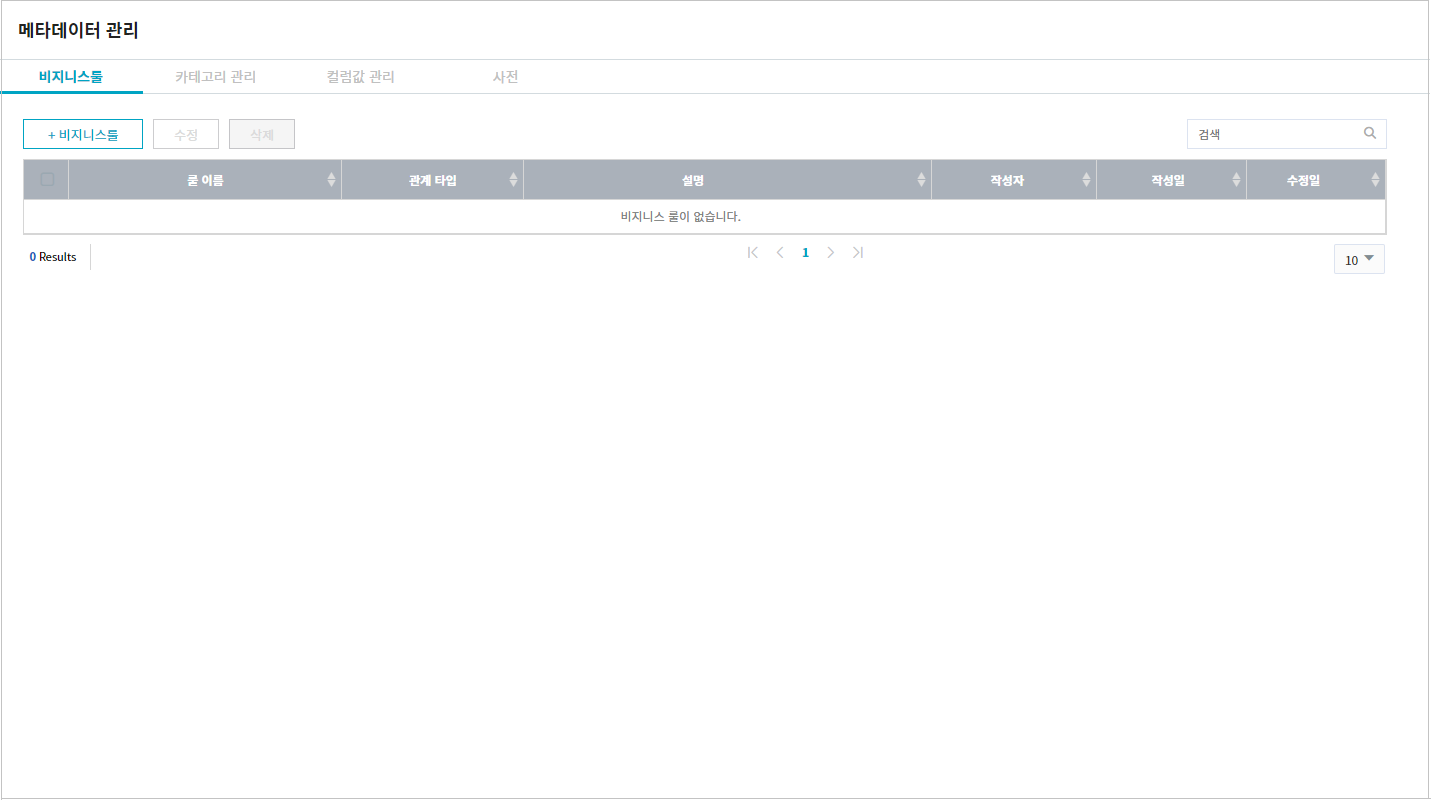 메타데이터 관리
비지니스룰 카테고리 관리 컬럼값 관리 사전
+ 비지니스룰 수정 삭제 검색
룰 이름 관계 타입 설명 작성자 작성일 수정일
비지니스 룰이 없습니다.
0 Results 1 10